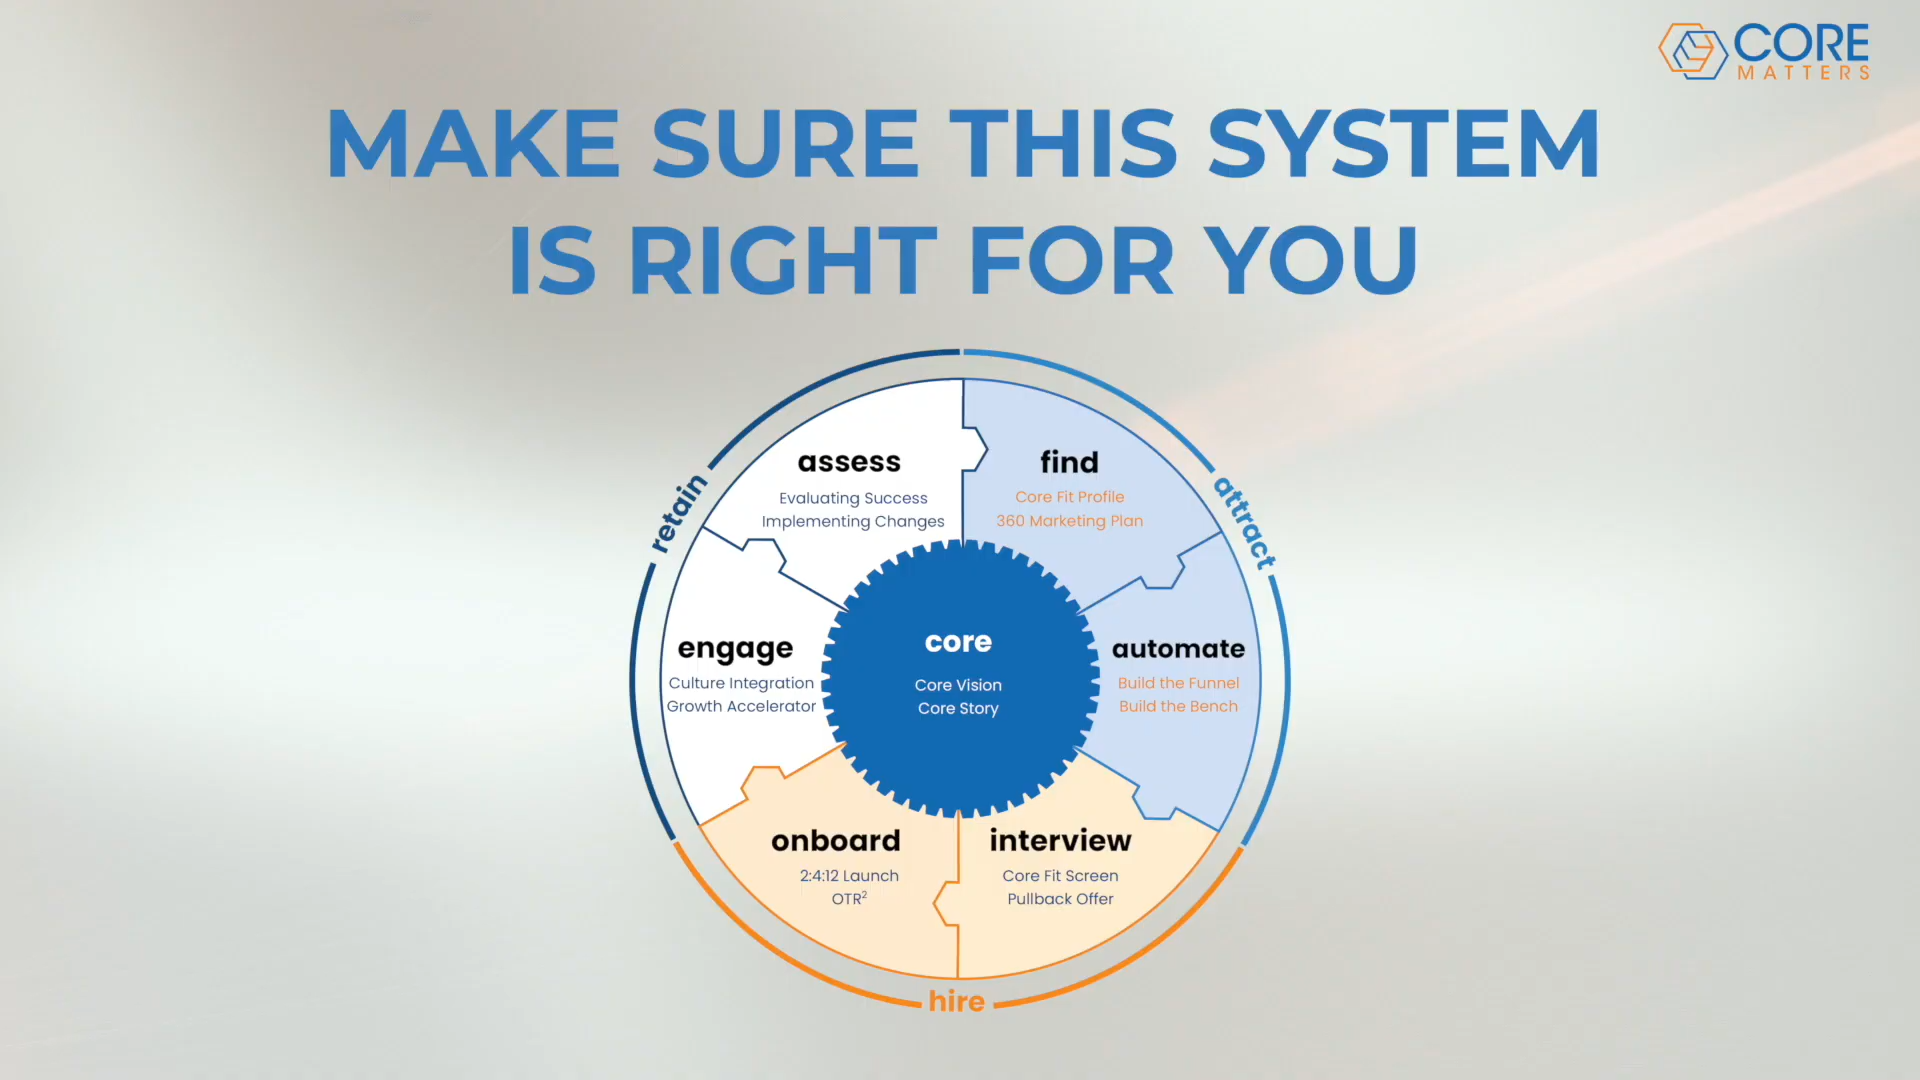 CORE
MATTERS
MAKE SURE THIS SYSTEM
IS RIGHT FOR YOU
assess
Evaluating Success
Implementing Changes
find
Core Fit Profile
360 Marketing Plan
retain
attract
engage
Culture Integration
Growth Accelerator
core
Core Vision
Core Story
automate
Build the Funnel
Build the Bench
onboard
2:4:12 Launch
OTR²
interview
Core Fit Screen
Pullback Offer
hire